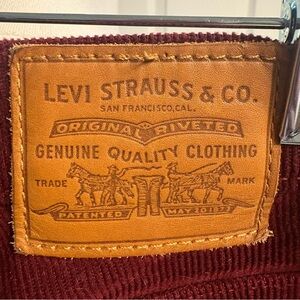 LEVI STRAUSS & CO.
SAN FRANCISCO, CAL.
ORIGINAL RIVETED
GENUINE QUALITY CLOTHING
TRADE MARK
PATENTED MAY 20 1873